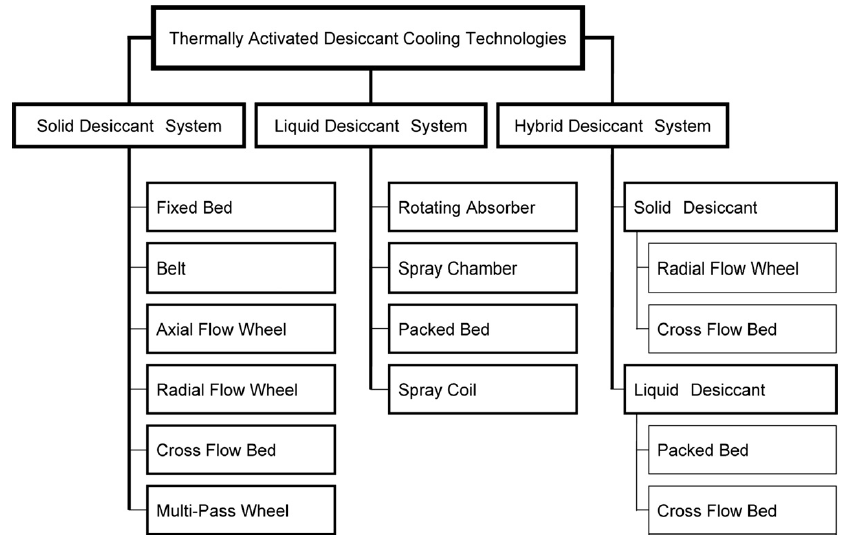 Thermally Activated Desiccant Cooling Technologies
Solid Desiccant System
Liquid Desiccant System
Hybrid Desiccant System
Fixed Bed
Belt
Axial Flow Wheel
Radial Flow Wheel
Cross Flow Bed
Multi-Pass Wheel
Rotating Absorber
Spray Chamber
Packed Bed
Spray Coil
Solid Desiccant
Radial Flow Wheel
Cross Flow Bed
Liquid Desiccant
Packed Bed
Cross Flow Bed